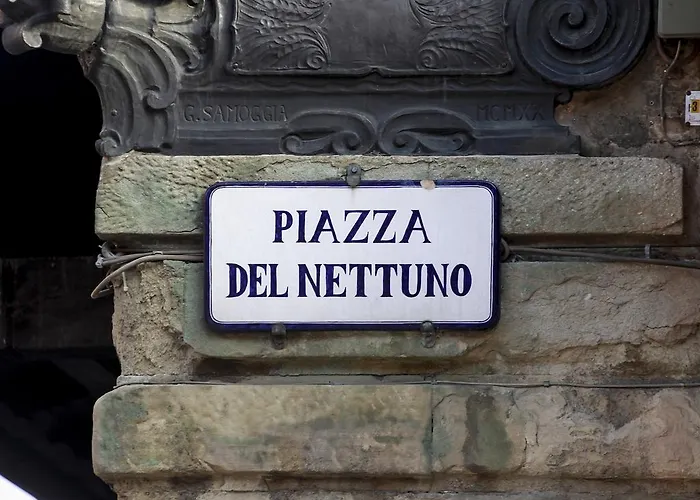 G. SAMOGGIA MCMXX
PIAZZA
DEL NETTUNO